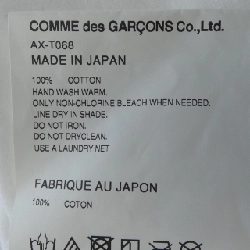 COMME des GARÇONS Co.,Ltd.
AX-T068
MADE IN JAPAN
100% COTTON
HAND WASH WARM.
ONLY NON-CHLORINE BLEACH WHEN NEEDED.
LINE DRY IN SHADE.
DO NOT IRON.
DO NOT DRYCLEAN.
USE A LAUNDRY NET
FABRIQUE AU JAPON
100% COTON